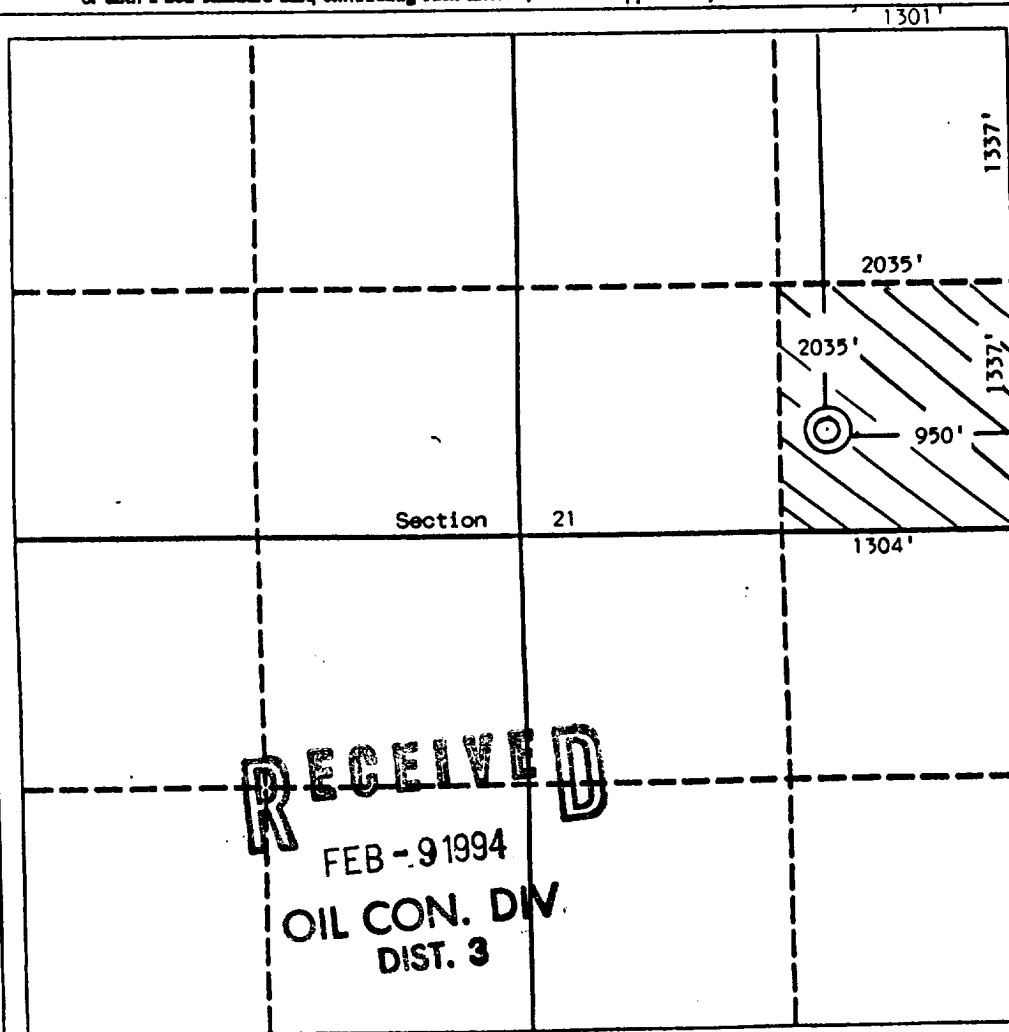 1301'
1337'
2035'
2035'
1337'
950'
Section 21
1304'
RECEIVED
FEB - 9 1994
OIL CON. DIV.
DIST. 3